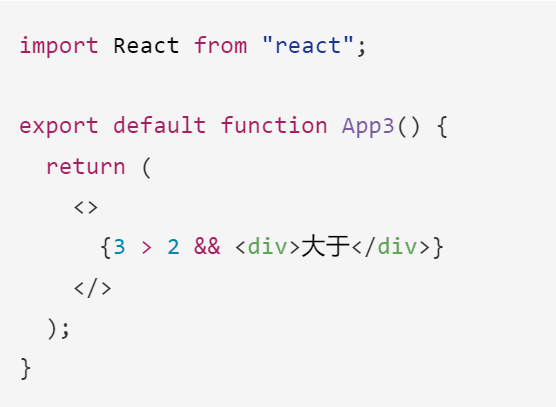 import React from "react";

export default function App3() {
  return (
    <>
      {3 > 2 && <div>大于</div>}
    </>
  );
}